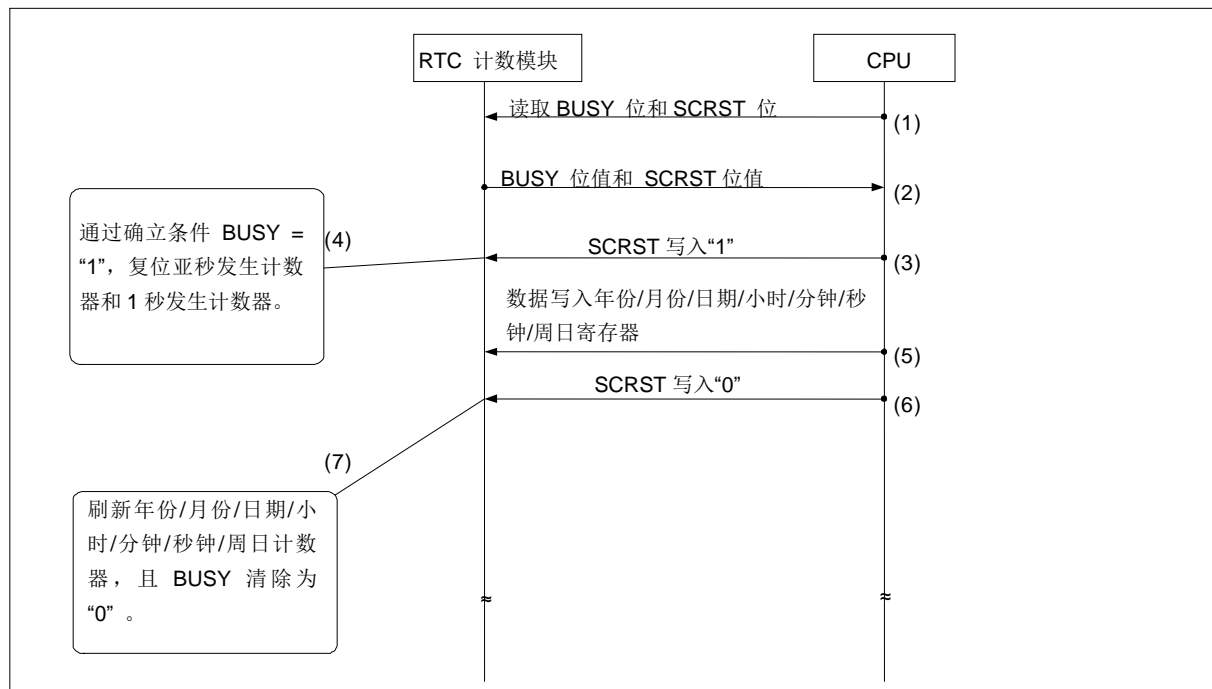 RTC 计数模块
CPU
读取 BUSY 位和 SCRST 位
(1)
BUSY 位值和 SCRST 位值
(2)
通过确立条件 BUSY =
“1”，复位亚秒发生计数
器和 1 秒发生计数器。
(4)
SCRST 写入“1”
(3)
数据写入年份/月份/日期/小时/分钟/秒
钟/周日寄存器
(5)
SCRST 写入“0”
(6)
(7)
刷新年份/月份/日期/小
时/分钟/秒钟/周日计数
器，且 BUSY 清除为
“0” 。
≈
≈